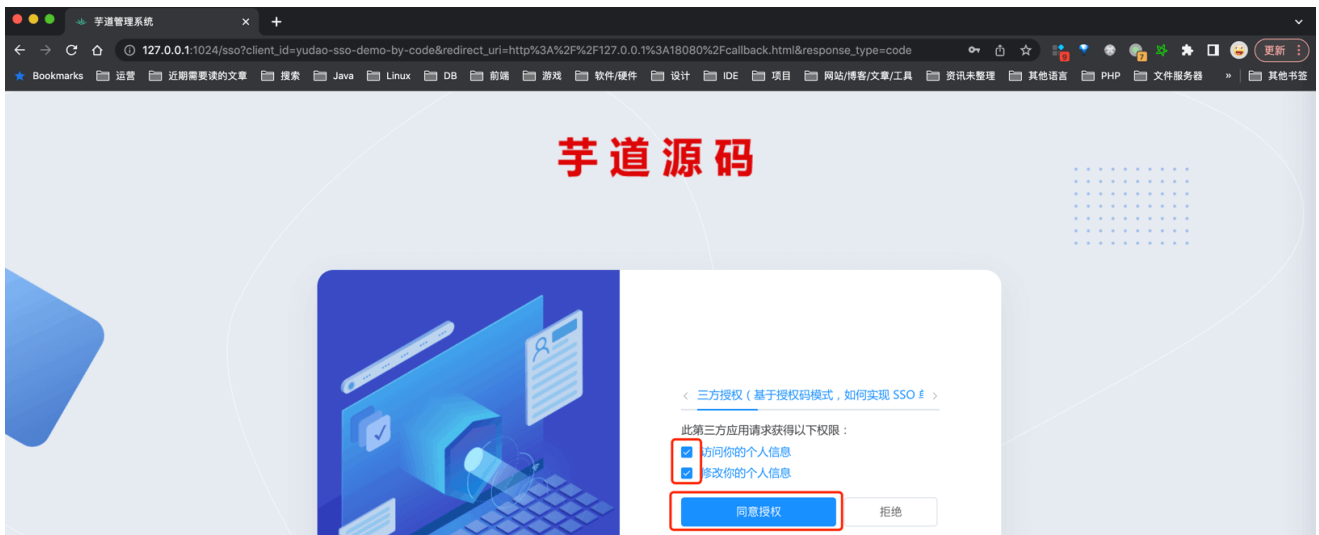 芋道管理系统
127.0.0.1:1024/sso?client_id=yudao-sso-demo-by-code&redirect_uri=http%3A%2F%2F127.0.0.1%3A18080%2Fcallback.html&response_type=code
更新
Bookmarks 运营 近期需要读的文章 搜索 Java Linux DB 前端 游戏 软件/硬件 设计 IDE 项目 网站/博客/文章/工具 资讯未整理 其他语言 PHP 文件服务器 » 其他书签
芋道源码
三方授权 ( 基于授权码模式，如何实现 SSO
此第三方应用请求获得以下权限：
访问你的个人信息
修改你的个人信息
同意授权 拒绝